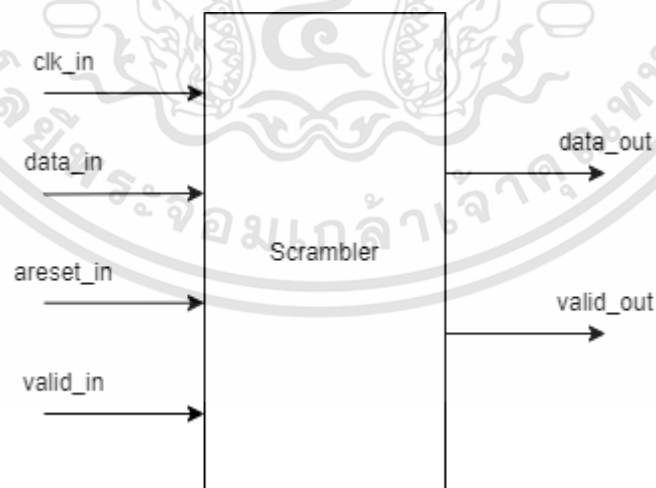 clk_in
data_in
areset_in
valid_in
Scrambler
data_out
valid_out